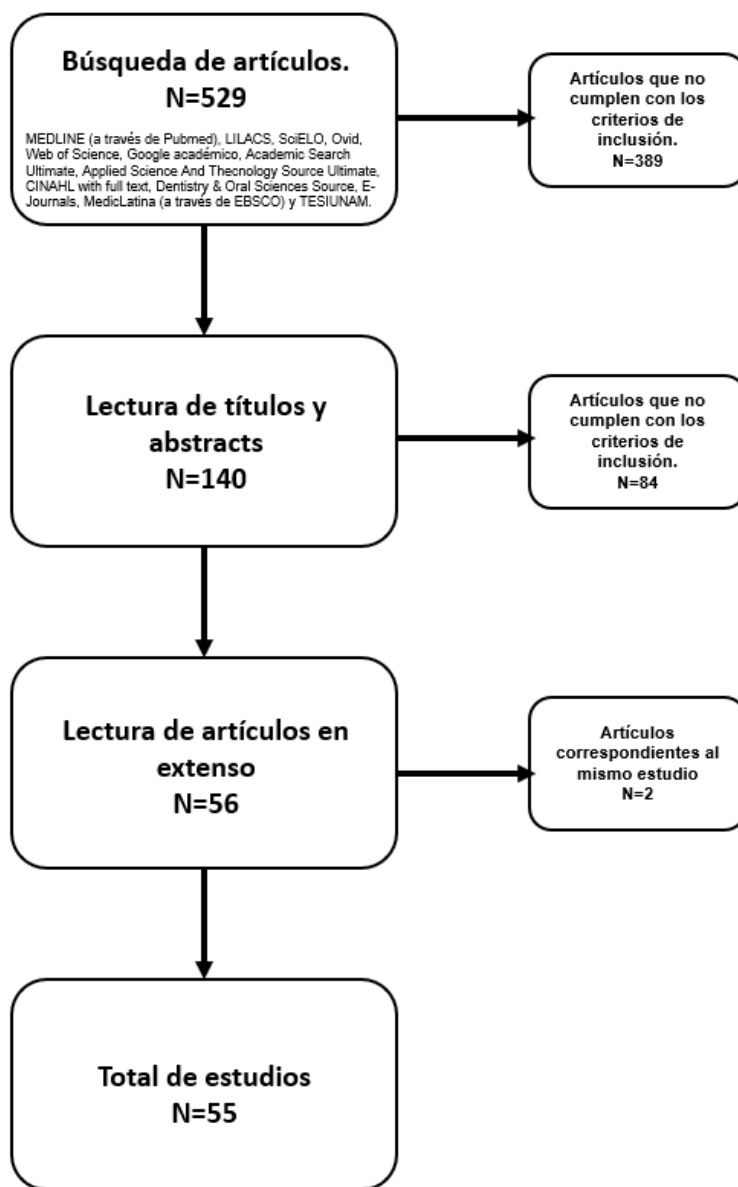 Búsqueda de artículos.
N=529
MEDLINE (a través de Pubmed), LILACS, SciELO, Ovid,
Web of Science, Google académico, Academic Search
Ultimate, Applied Science And Thecnology Source Ultimate,
CINAHL with full text, Dentistry & Oral Sciences Source, E-
Journals, MedicLatina (a través de EBSCO) y TESIUNAM.
Artículos que no
cumplen con los
criterios de
inclusión.
N=389
Lectura de títulos y
abstracts
N=140
Artículos que no
cumplen con los
criterios de
inclusión.
N=84
Lectura de artículos en
extenso
N=56
Artículos
correspondientes al
mismo estudio
N=2
Total de estudios
N=55